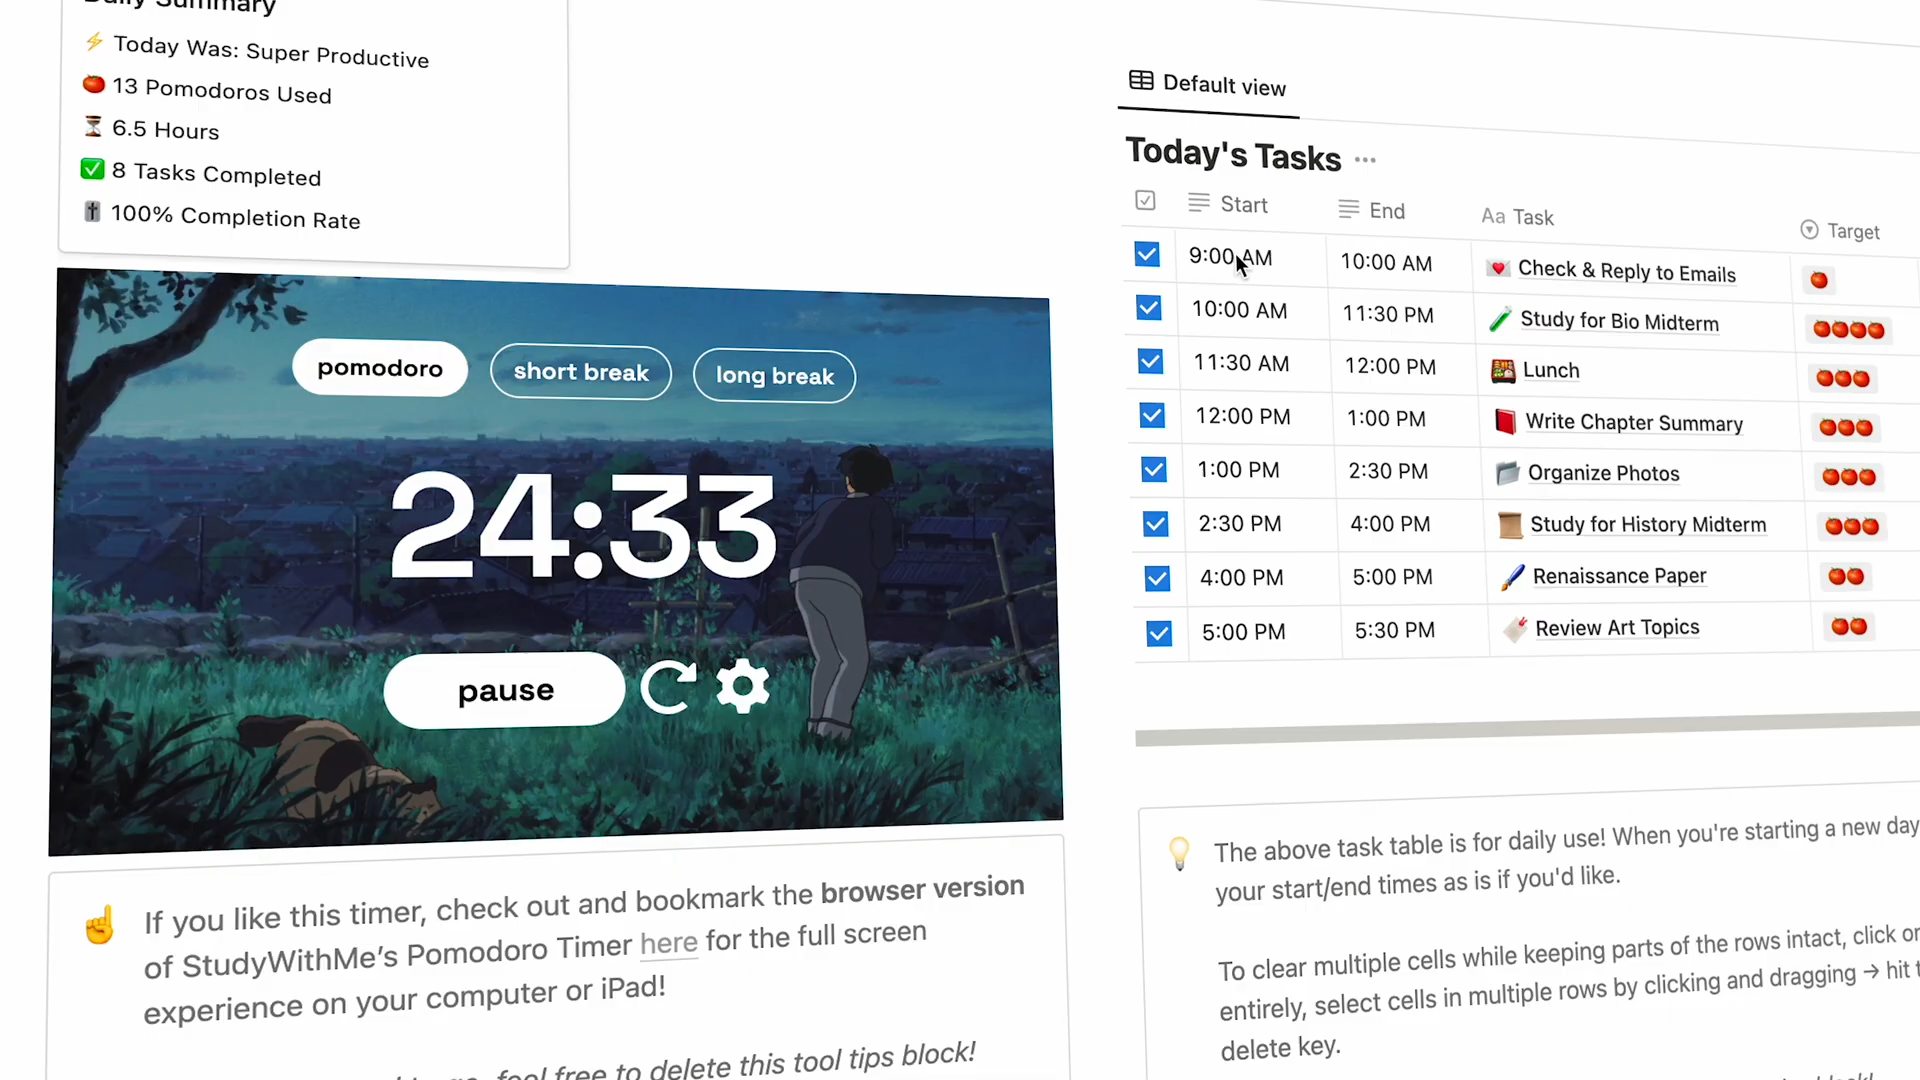 Daily Summary
⚡ Today Was: Super Productive
🍅 13 Pomodoros Used
⏳ 6.5 Hours
✅ 8 Tasks Completed
100% Completion Rate
pomodoro
short break
long break
24:33
pause
☝️ If you like this timer, check out and bookmark the browser version
of StudyWithMe’s Pomodoro Timer here for the full screen
experience on your computer or iPad!
feel free to delete this tool tips block!
Default view
Today's Tasks ...
Start End Aa Task Target
9:00 AM 10:00 AM 💌 Check & Reply to Emails 🍅
10:00 AM 11:30 PM 🧪 Study for Bio Midterm 🍅🍅🍅🍅
11:30 AM 12:00 PM 🍱 Lunch 🍅🍅🍅
12:00 PM 1:00 PM 📕 Write Chapter Summary 🍅🍅🍅
1:00 PM 2:30 PM 📁 Organize Photos 🍅🍅🍅
2:30 PM 4:00 PM 📜 Study for History Midterm 🍅🍅🍅
4:00 PM 5:00 PM 🖌️ Renaissance Paper 🍅🍅
5:00 PM 5:30 PM Review Art Topics 🍅🍅
💡 The above task table is for daily use! When you're starting a new day
your start/end times as is if you'd like.
To clear multiple cells while keeping parts of the rows intact, click or
entirely, select cells in multiple rows by clicking and dragging → hit t
delete key.